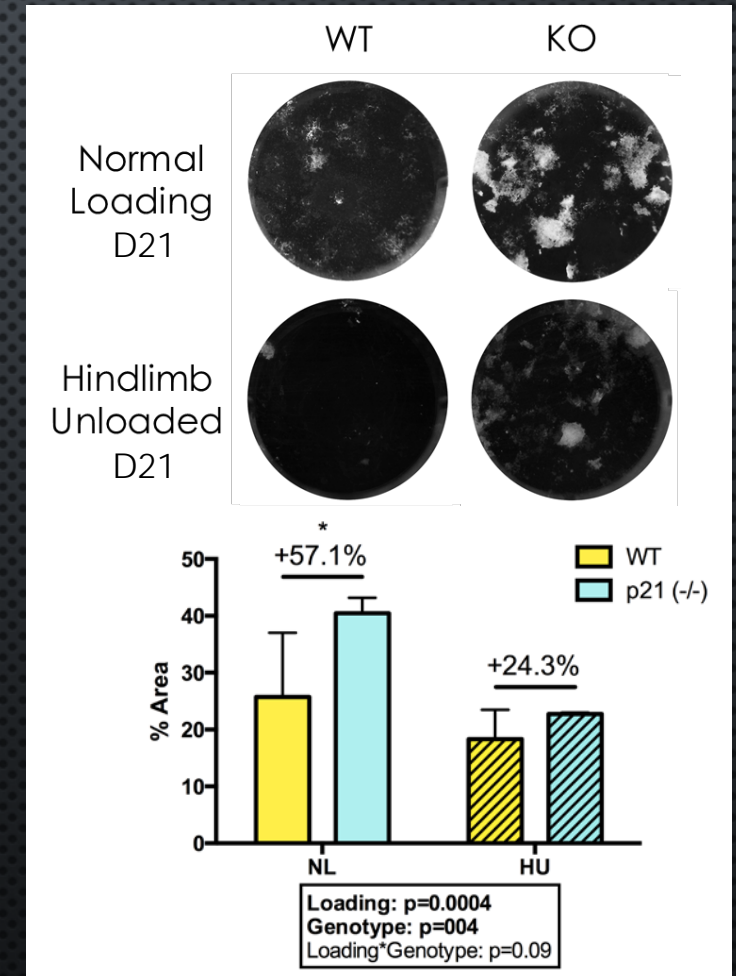 WT
KO
Normal
Loading
D21
Hindlimb
Unloaded
D21
*
+57.1%
+24.3%
WT
p21 (-/-)
% Area
50
40
30
20
10
0
NL
HU
Loading: p=0.0004
Genotype: p=004
Loading*Genotype: p=0.09